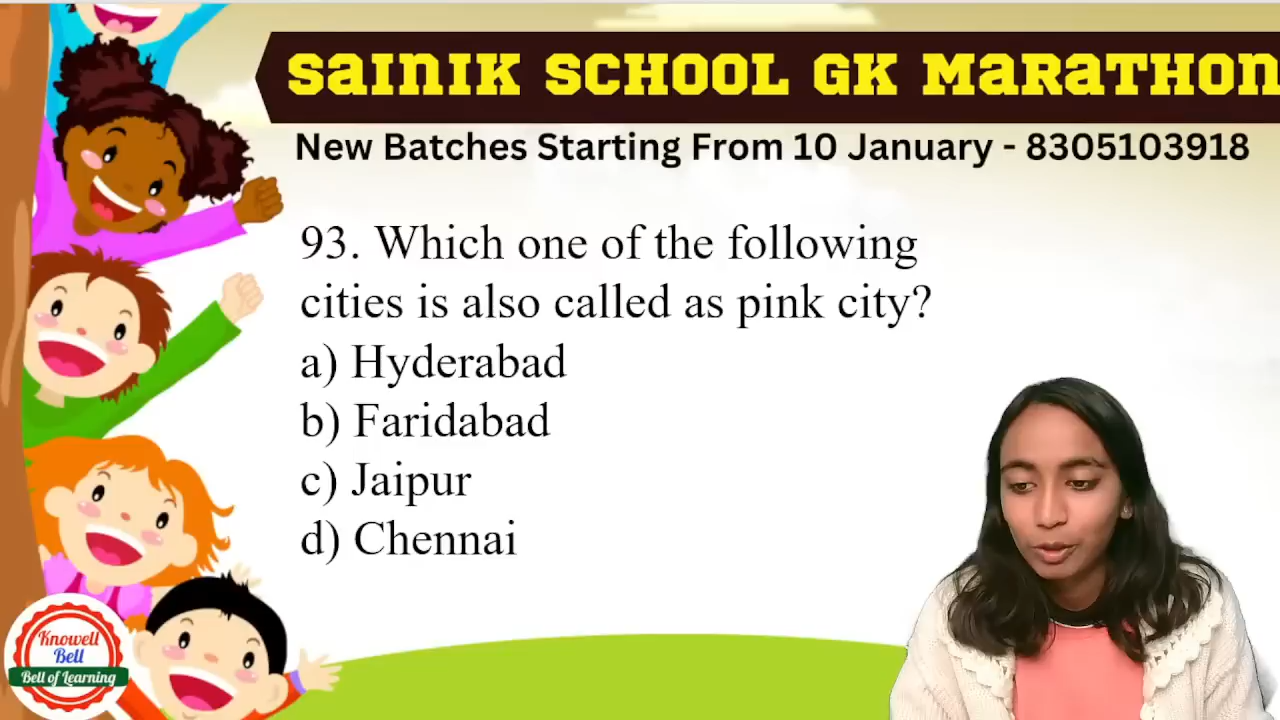 SAINIK SCHOOL GK MARATHON
New Batches Starting From 10 January - 8305103918
93. Which one of the following
cities is also called as pink city?
a) Hyderabad
b) Faridabad
c) Jaipur
d) Chennai
Knowell
Bell
Bell of Learning